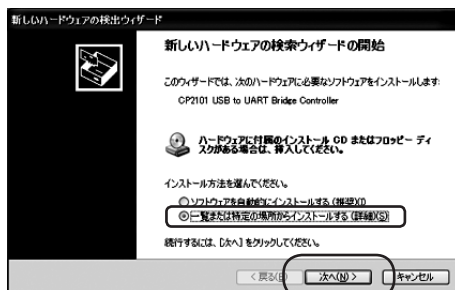 新しいハードウェアの検出ウィザード
新しいハードウェアの検索ウィザードの開始
このウィザードでは、次のハードウェアに必要なソフトウェアをインストールします:
CP2101 USB to UART Bridge Controller
ハードウェアに付属のインストール CD またはフロッピー ディ
スクがある場合は、挿入してください。
インストール方法を選んでください。
ソフトウェアを自動的にインストールする (推奨)(I)
一覧または特定の場所からインストールする (詳細)(S)
続行するには、[次へ] をクリックしてください。
< 戻る(B) 次へ(N) > キャンセル